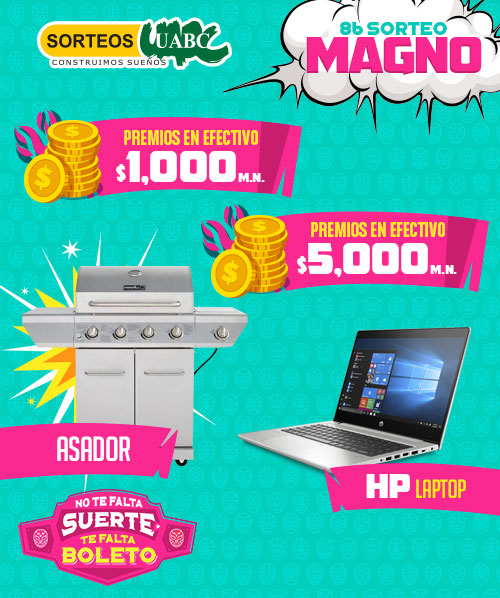 SORTEOS UABC
CONSTRUIMOS SUEÑOS
86 SORTEO
MAGNO
PREMIOS EN EFECTIVO
$1,000 M.N.
PREMIOS EN EFECTIVO
$5,000 M.N.
ASADOR
HP LAPTOP
NO TE FALTA
SUERTE,
TE FALTA
BOLETO